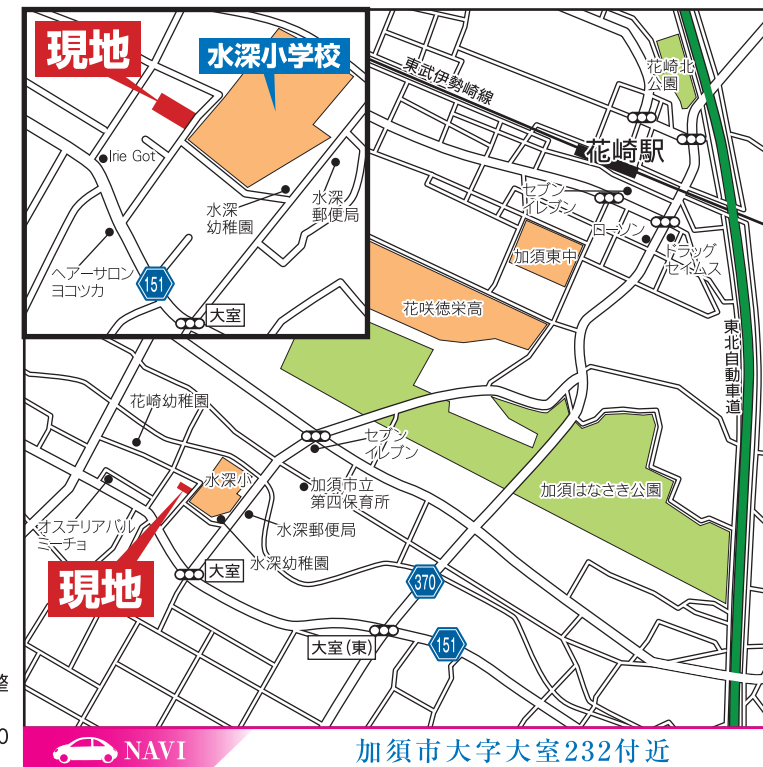 現地
水深小学校
Irie Got
水深
幼稚園
水深
郵便局
ヘアーサロン
ヨコツカ
151
大室
東武伊勢崎線
花崎北
公園
花崎駅
セブン
イレブン
ローソン
ドラッグ
セイムス
加須東中
花咲徳栄高
東北自動車道
花崎幼稚園
セブン
イレブン
水深小
加須市立
第四保育所
加須はなさき公園
オステリアバル
ミーチョ
水深郵便局
水深幼稚園
現地
大室
370
大室(東)
151
整
0
NAVI
加須市大字大室232付近